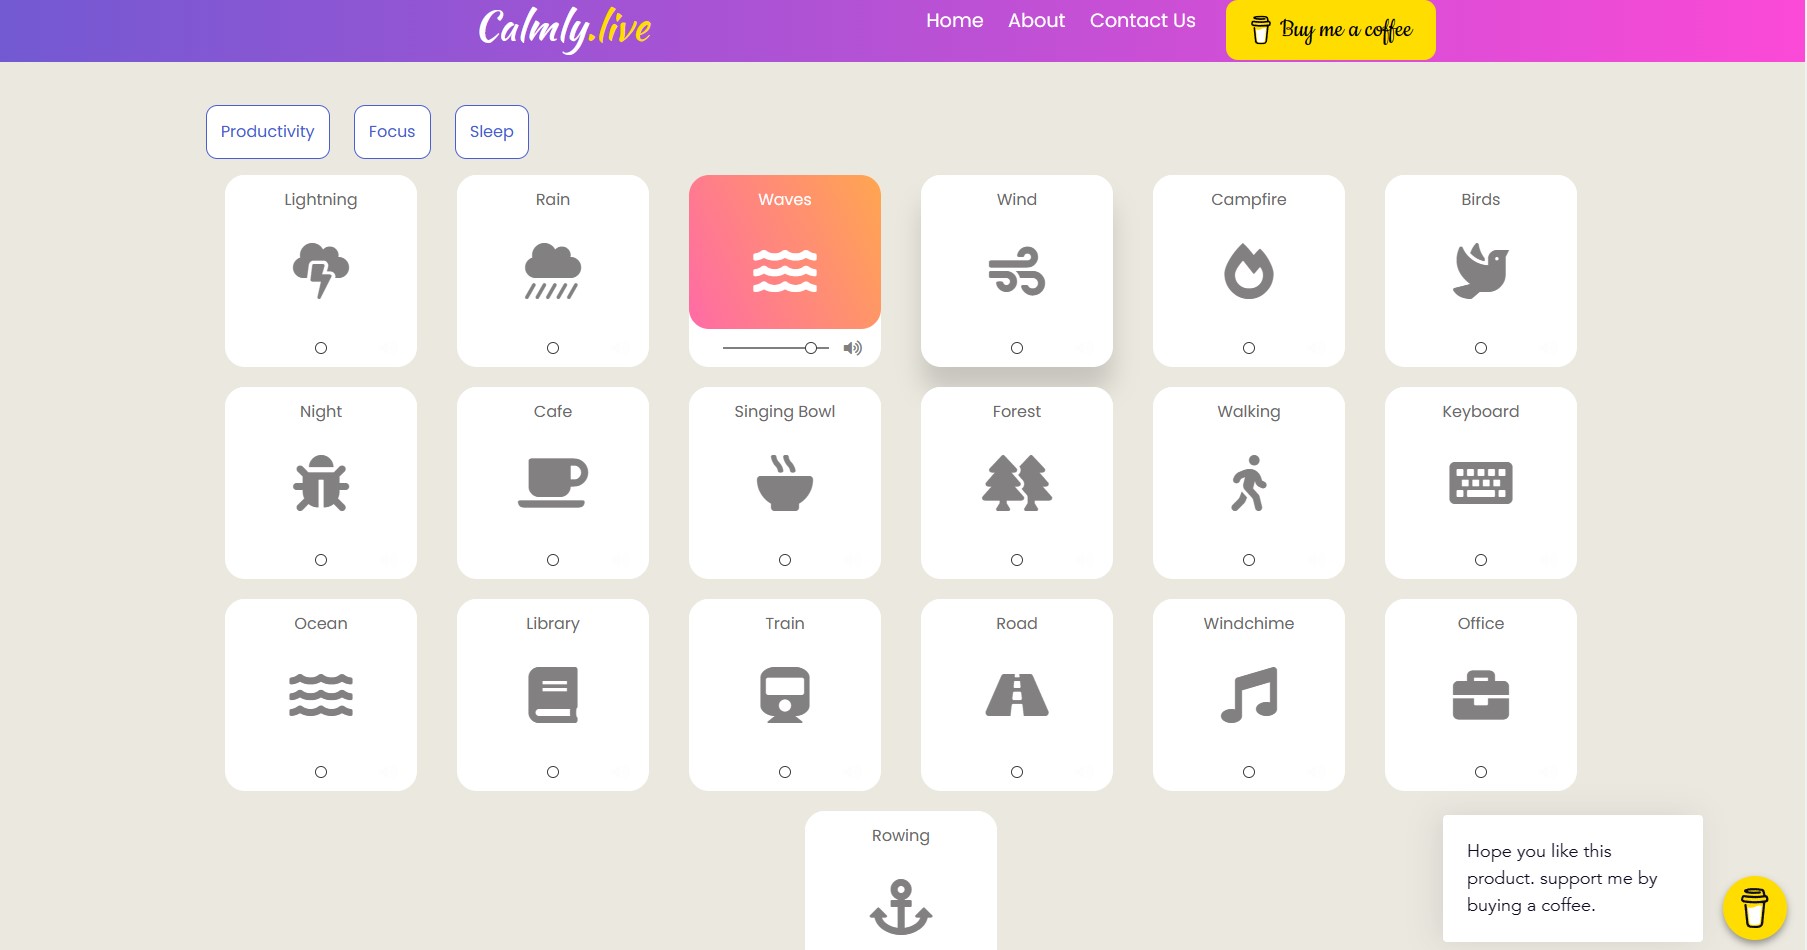 Calmly.live
Home About Contact Us
Buy me a coffee
Productivity Focus Sleep
Lightning Rain Waves Wind Campfire Birds
Night Cafe Singing Bowl Forest Walking Keyboard
Ocean Library Train Road Windchime Office
Rowing
Hope you like this
product. support me by
buying a coffee.